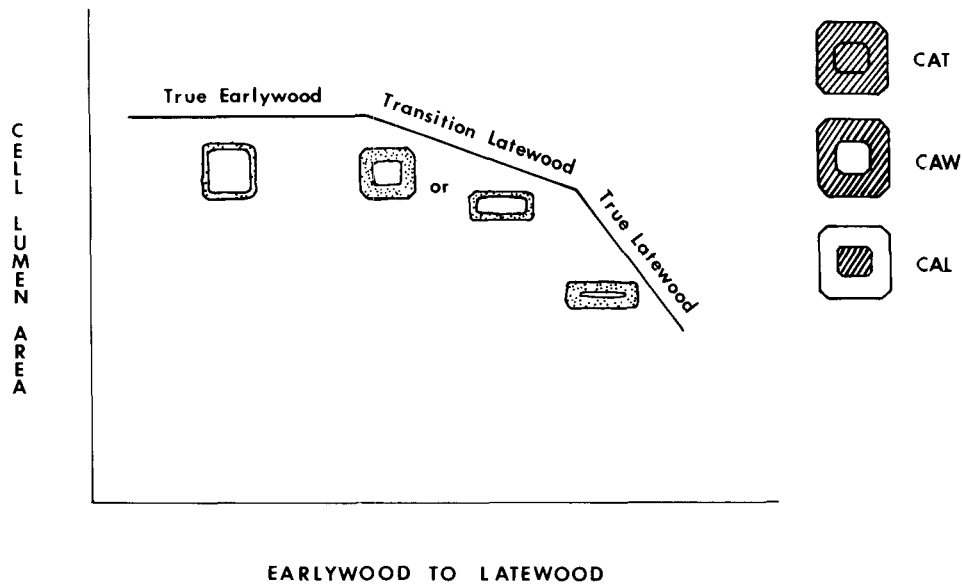 CELL LUMEN AREA
True Earlywood
Transition Latewood
or
True Latewood
EARLYWOOD TO LATEWOOD
CAT
CAW
CAL